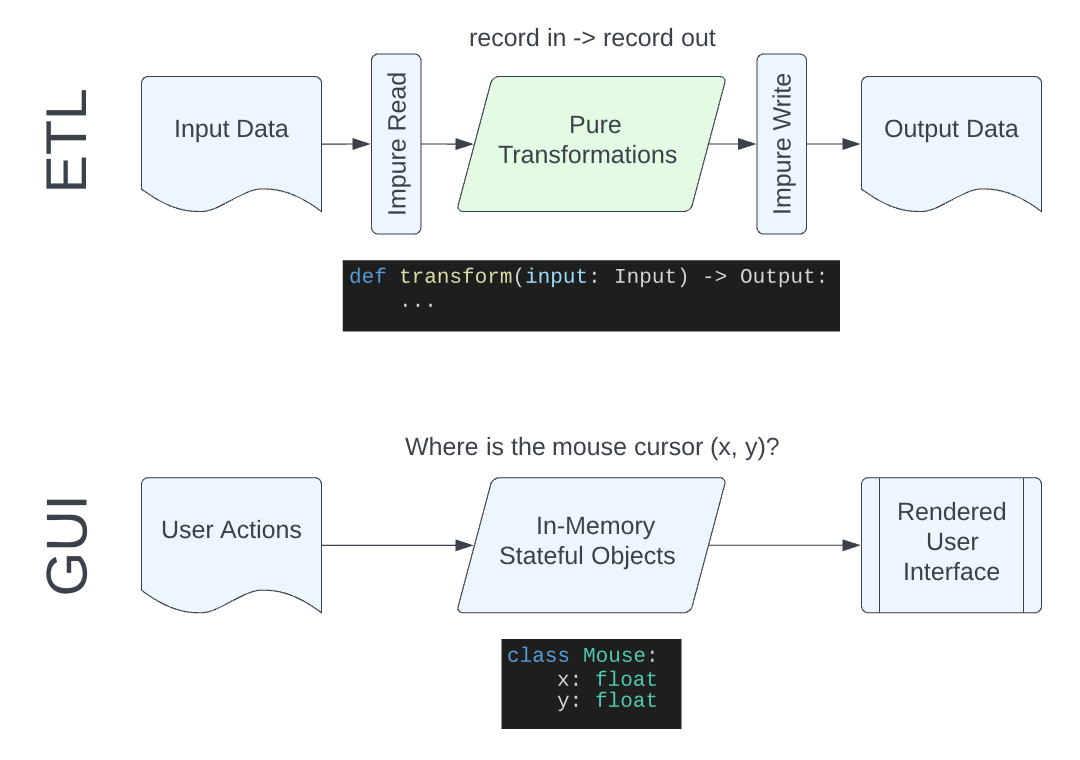 ETL
record in -> record out
Input Data
Impure Read
Pure
Transformations
Impure Write
Output Data
def transform(input: Input) -> Output:
    ...
GUI
Where is the mouse cursor (x, y)?
User Actions
In-Memory
Stateful Objects
Rendered
User
Interface
class Mouse:
    x: float
    y: float